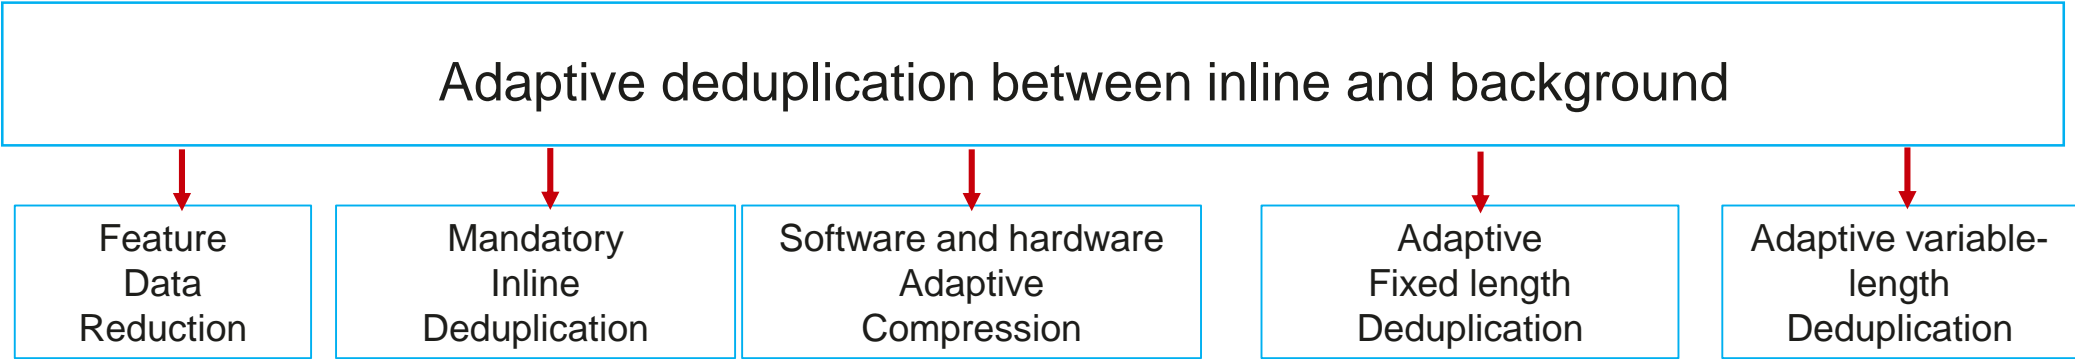 Adaptive deduplication between inline and background
Feature
Data
Reduction
Mandatory
Inline
Deduplication
Software and hardware
Adaptive
Compression
Adaptive
Fixed length
Deduplication
Adaptive variable-
length
Deduplication